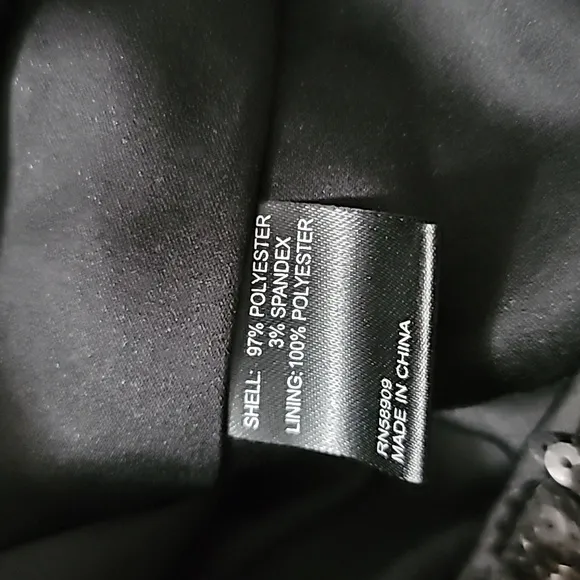 SHELL: 97% POLYESTER
3% SPANDEX
LINING:100% POLYESTER
RN58909
MADE IN CHINA